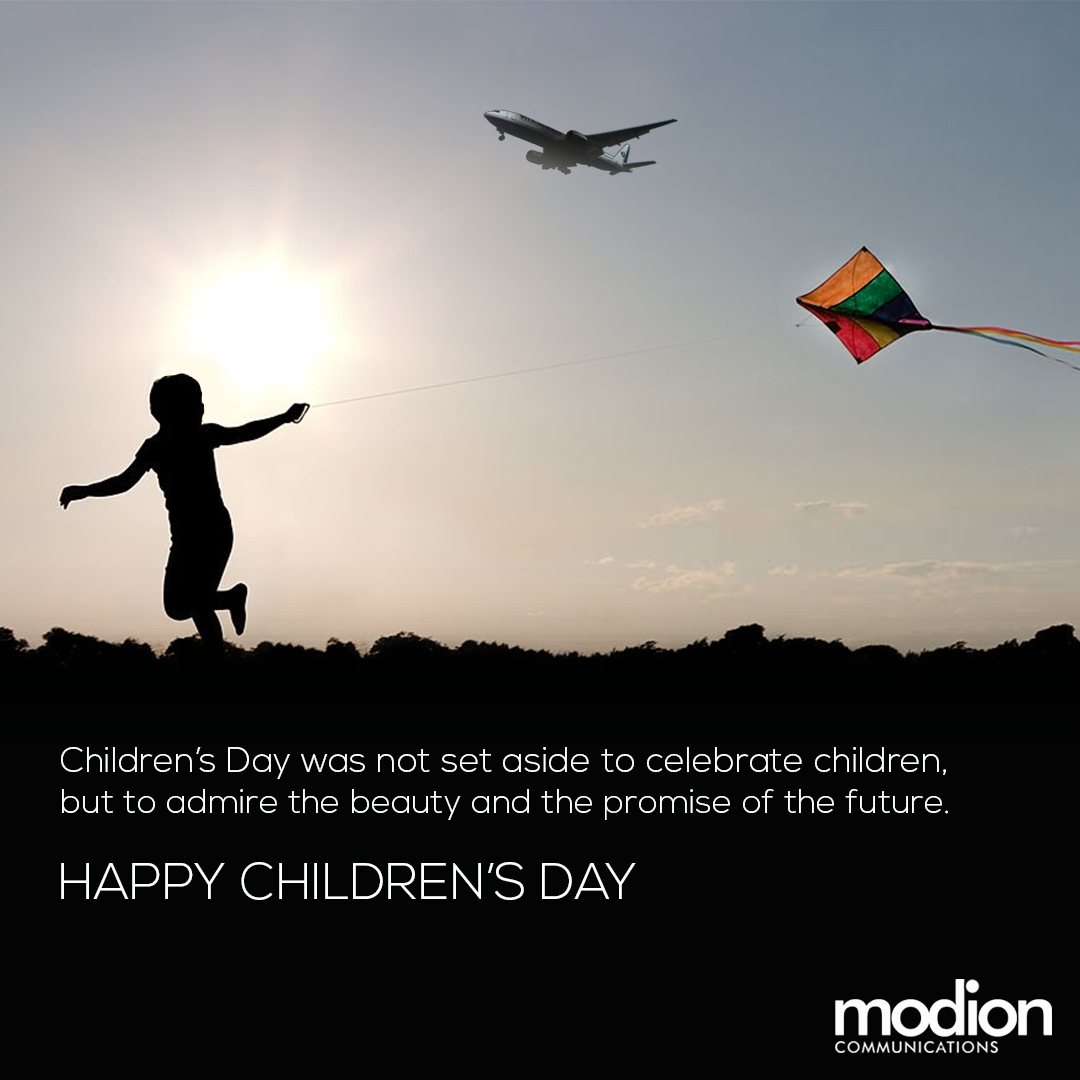 Children's Day was not set aside to celebrate children,
but to admire the beauty and the promise of the future.
HAPPY CHILDREN'S DAY
modion
COMMUNICATIONS